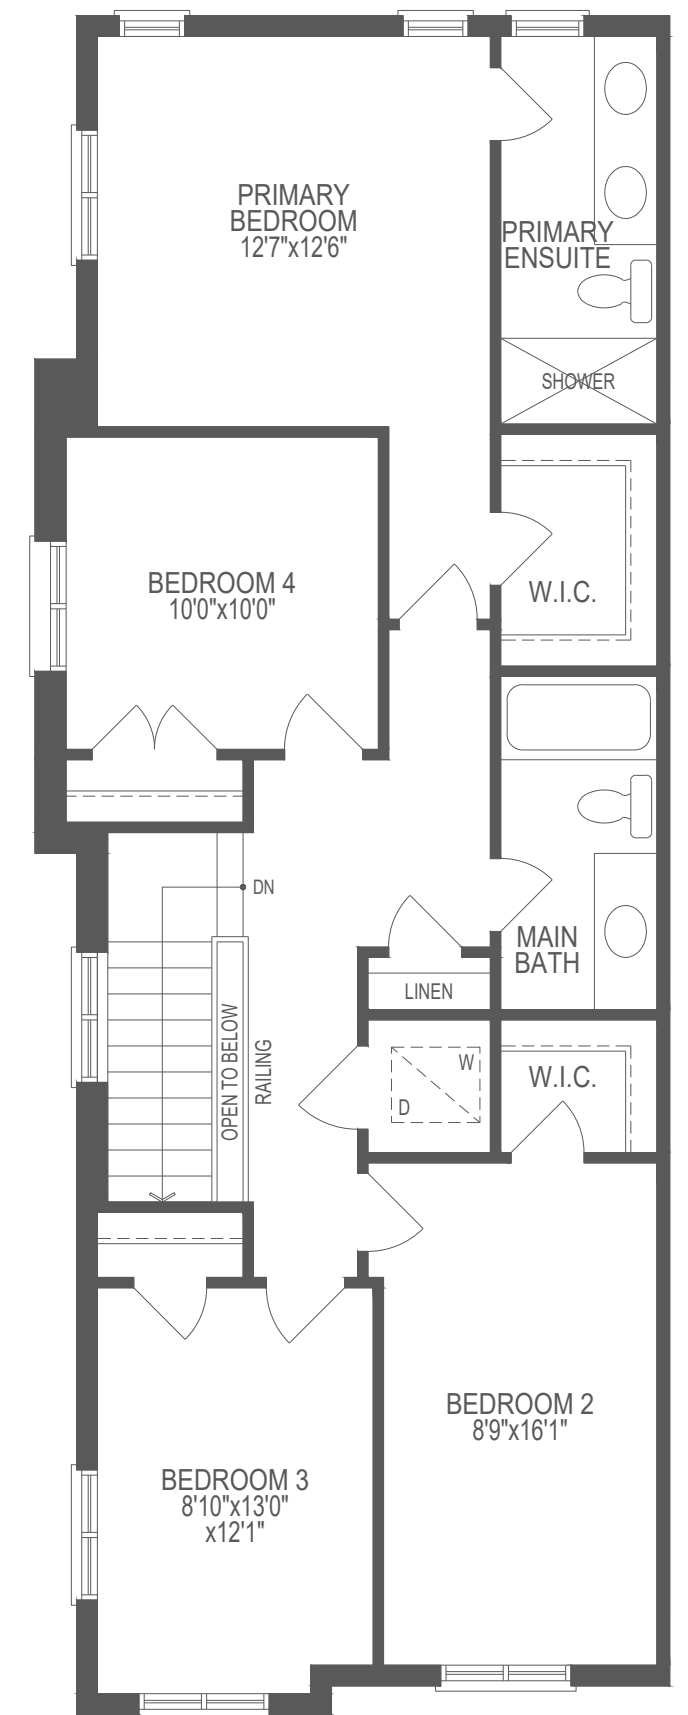 PRIMARY
BEDROOM
12'7"x12'6"
PRIMARY
ENSUITE
SHOWER
BEDROOM 4
10'0"x10'0"
W.I.C.
DN
MAIN
BATH
LINEN
OPEN TO BELOW
RAILING
W
D
W.I.C.
BEDROOM 2
8'9"x16'1"
BEDROOM 3
8'10"x13'0"
x12'1"